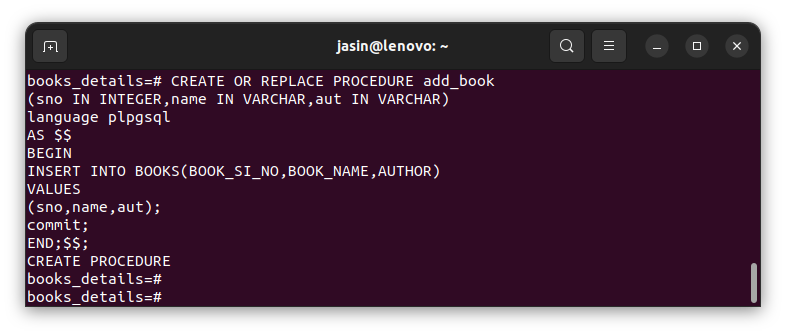 jasin@lenovo: ~
books_details=# CREATE OR REPLACE PROCEDURE add_book
(sno IN INTEGER,name IN VARCHAR,aut IN VARCHAR)
language plpgsql
AS $$
BEGIN
INSERT INTO BOOKS(BOOK_SI_NO,BOOK_NAME,AUTHOR)
VALUES
(sno,name,aut);
commit;
END;$$;
CREATE PROCEDURE
books_details=#
books_details=#